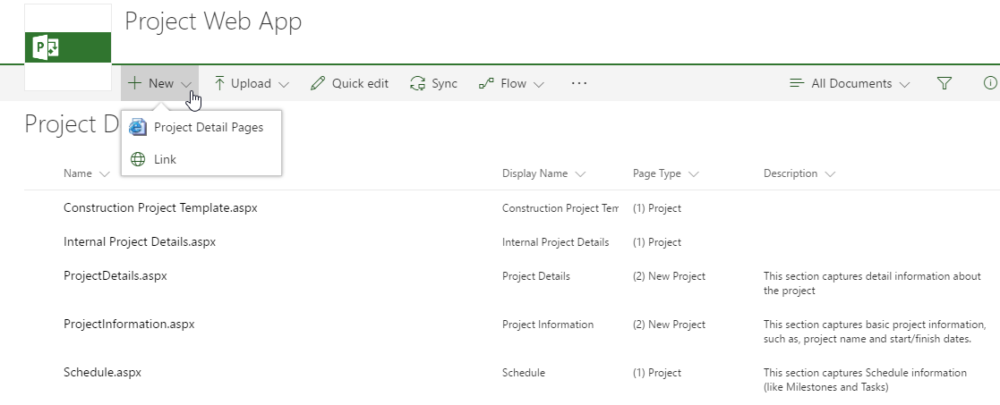 Project Web App
P
New
Upload
Quick edit
Sync
Flow
...
All Documents
Project D
Project Detail Pages
Link
Name
Display Name
Page Type
Description
Construction Project Template.aspx
Construction Project Tem
(1) Project
Internal Project Details.aspx
Internal Project Details
(1) Project
ProjectDetails.aspx
Project Details
(2) New Project
This section captures detail information about
the project
ProjectInformation.aspx
Project Information
(2) New Project
This section captures basic project information,
such as, project name and start/finish dates.
Schedule.aspx
Schedule
(1) Project
This section captures Schedule information
(like Milestones and Tasks)